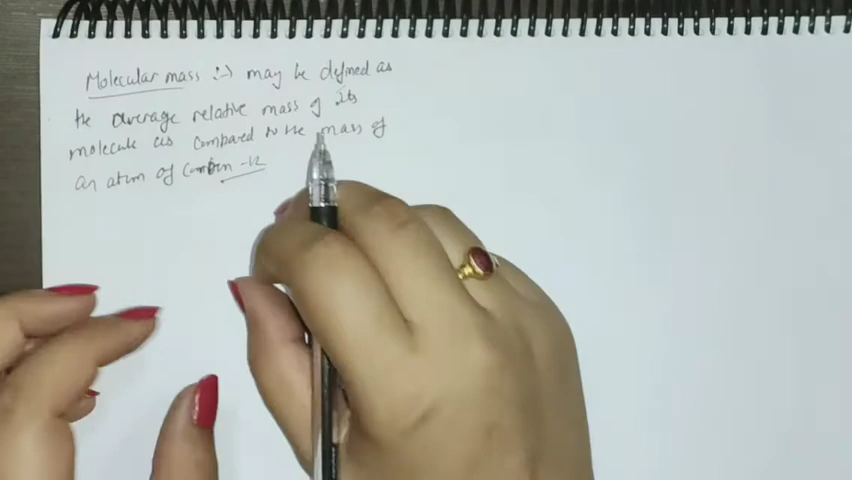 Molecular mass :-) may be defined as
the average relative mass of its
molecule as compared to the mass of
an atom of carbon -12